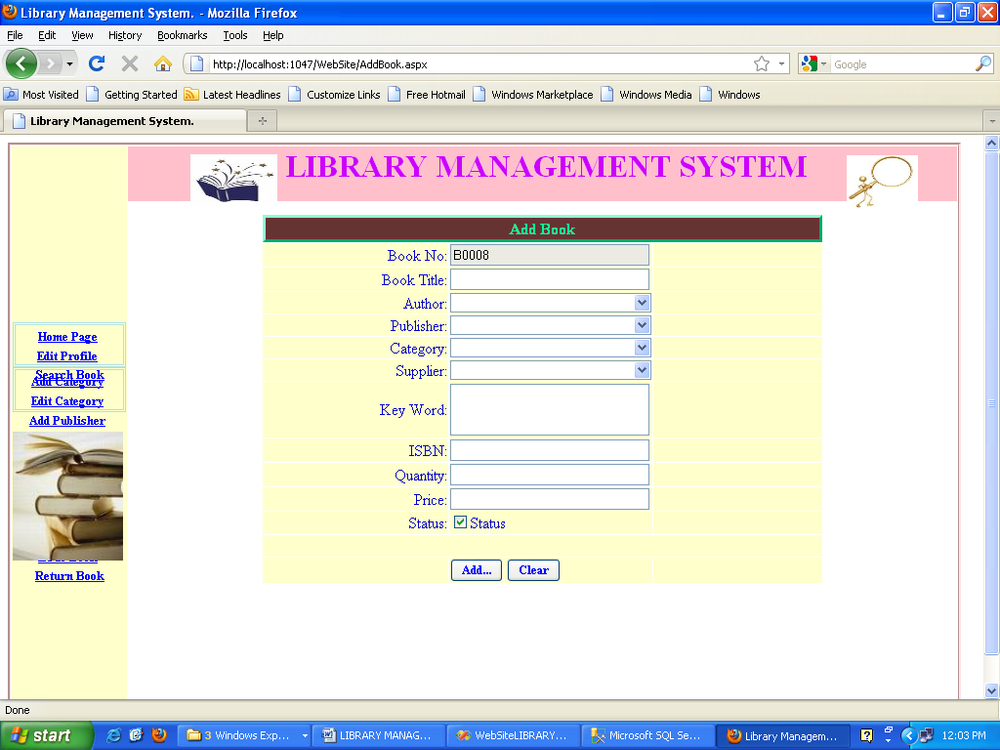 Library Management System. - Mozilla Firefox
File Edit View History Bookmarks Tools Help
http://localhost:1047/WebSite/AddBook.aspx
Google
Most Visited Getting Started Latest Headlines Customize Links Free Hotmail Windows Marketplace Windows Media Windows
Library Management System.
LIBRARY MANAGEMENT SYSTEM
Add Book
Book No: B0008
Book Title:
Author:
Publisher:
Category:
Supplier:
Key Word:
ISBN:
Quantity:
Price:
Status: Status
Add... Clear
Home Page
Edit Profile
Search Book
Add Category
Edit Category
Add Publisher
Return Book
Done
start 3 Windows Exp... LIBRARY MANAG... WebSiteLIBRARY... Microsoft SQL Se... Library Managem... 12:03 PM